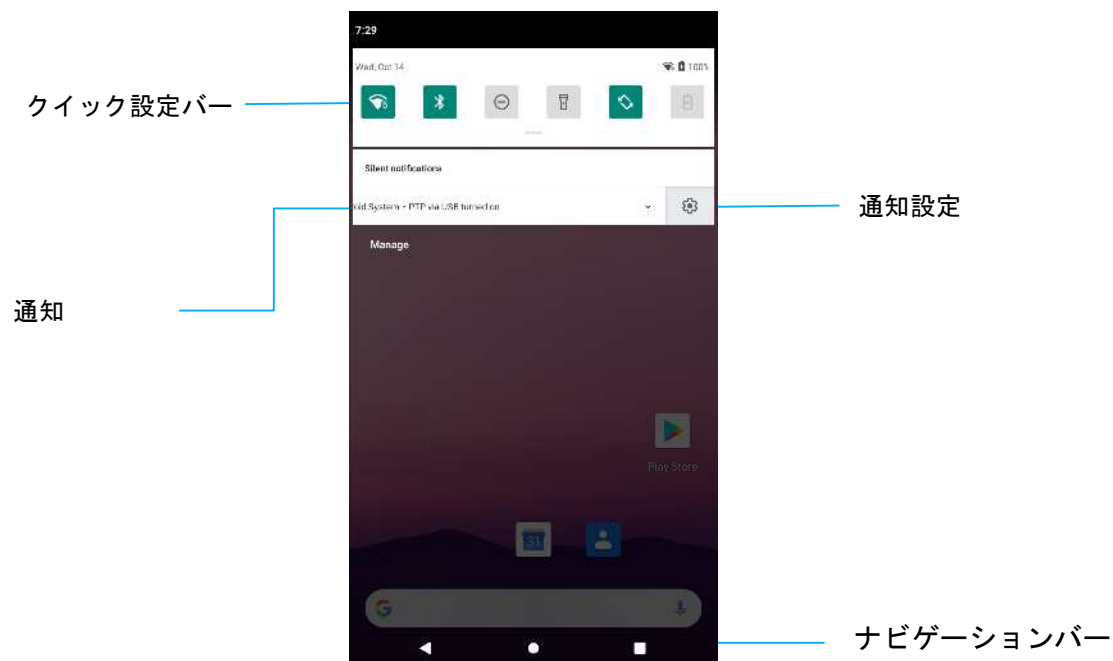 7:29
Wed, Oct 14
100%
クイック設定バー
Silent notifications
oid System • PTP via USB turned on
通知設定
Manage
通知
Play Store
31
ナビゲーションバー